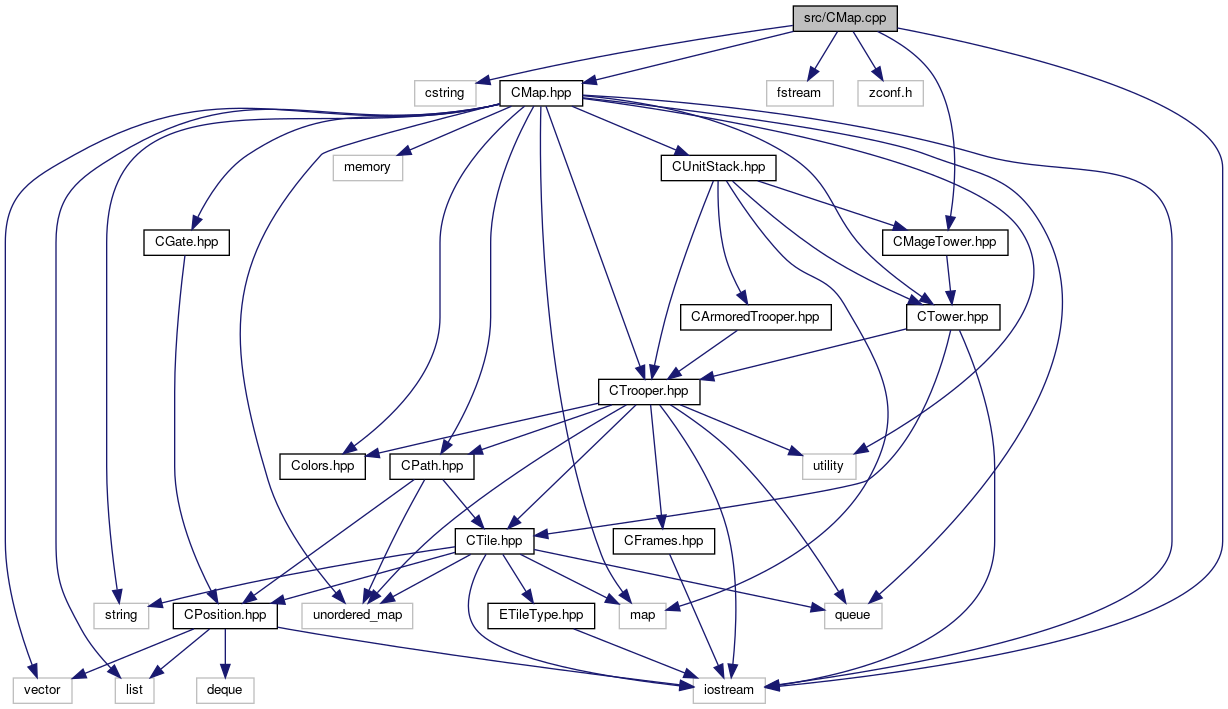 src/CMap.cpp
cstring
CMap.hpp
fstream
zconf.h
memory
CUnitStack.hpp
CGate.hpp
CMageTower.hpp
CArmoredTrooper.hpp
CTower.hpp
CTrooper.hpp
Colors.hpp
CPath.hpp
utility
CTile.hpp
CFrames.hpp
string
CPosition.hpp
unordered_map
ETileType.hpp
map
queue
vector
list
deque
iostream